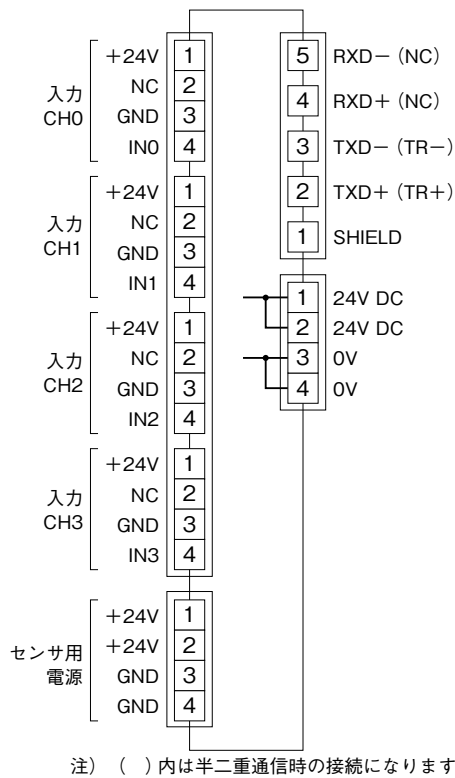 入力
CH0
+24V 1
NC 2
GND 3
IN0 4
入力
CH1
+24V 1
NC 2
GND 3
IN1 4
入力
CH2
+24V 1
NC 2
GND 3
IN2 4
入力
CH3
+24V 1
NC 2
GND 3
IN3 4
センサ用
電源
+24V 1
+24V 2
GND 3
GND 4
5 RXD−（NC）
4 RXD+（NC）
3 TXD−（TR−）
2 TXD+（TR+）
1 SHIELD
1 24V DC
2 24V DC
3 0V
4 0V
注）（　）内は半二重通信時の接続になります